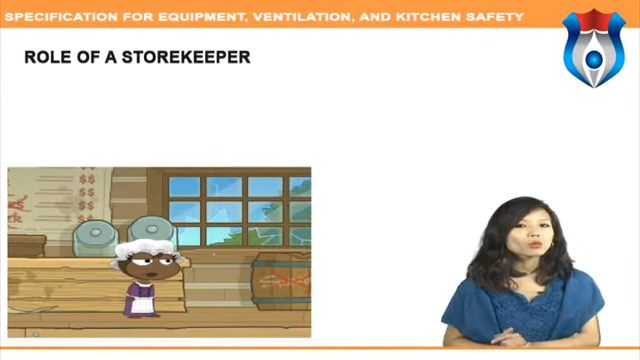 SPECIFICATION FOR EQUIPMENT, VENTILATION, AND KITCHEN SAFETY
ROLE OF A STOREKEEPER
$$
$$
$$